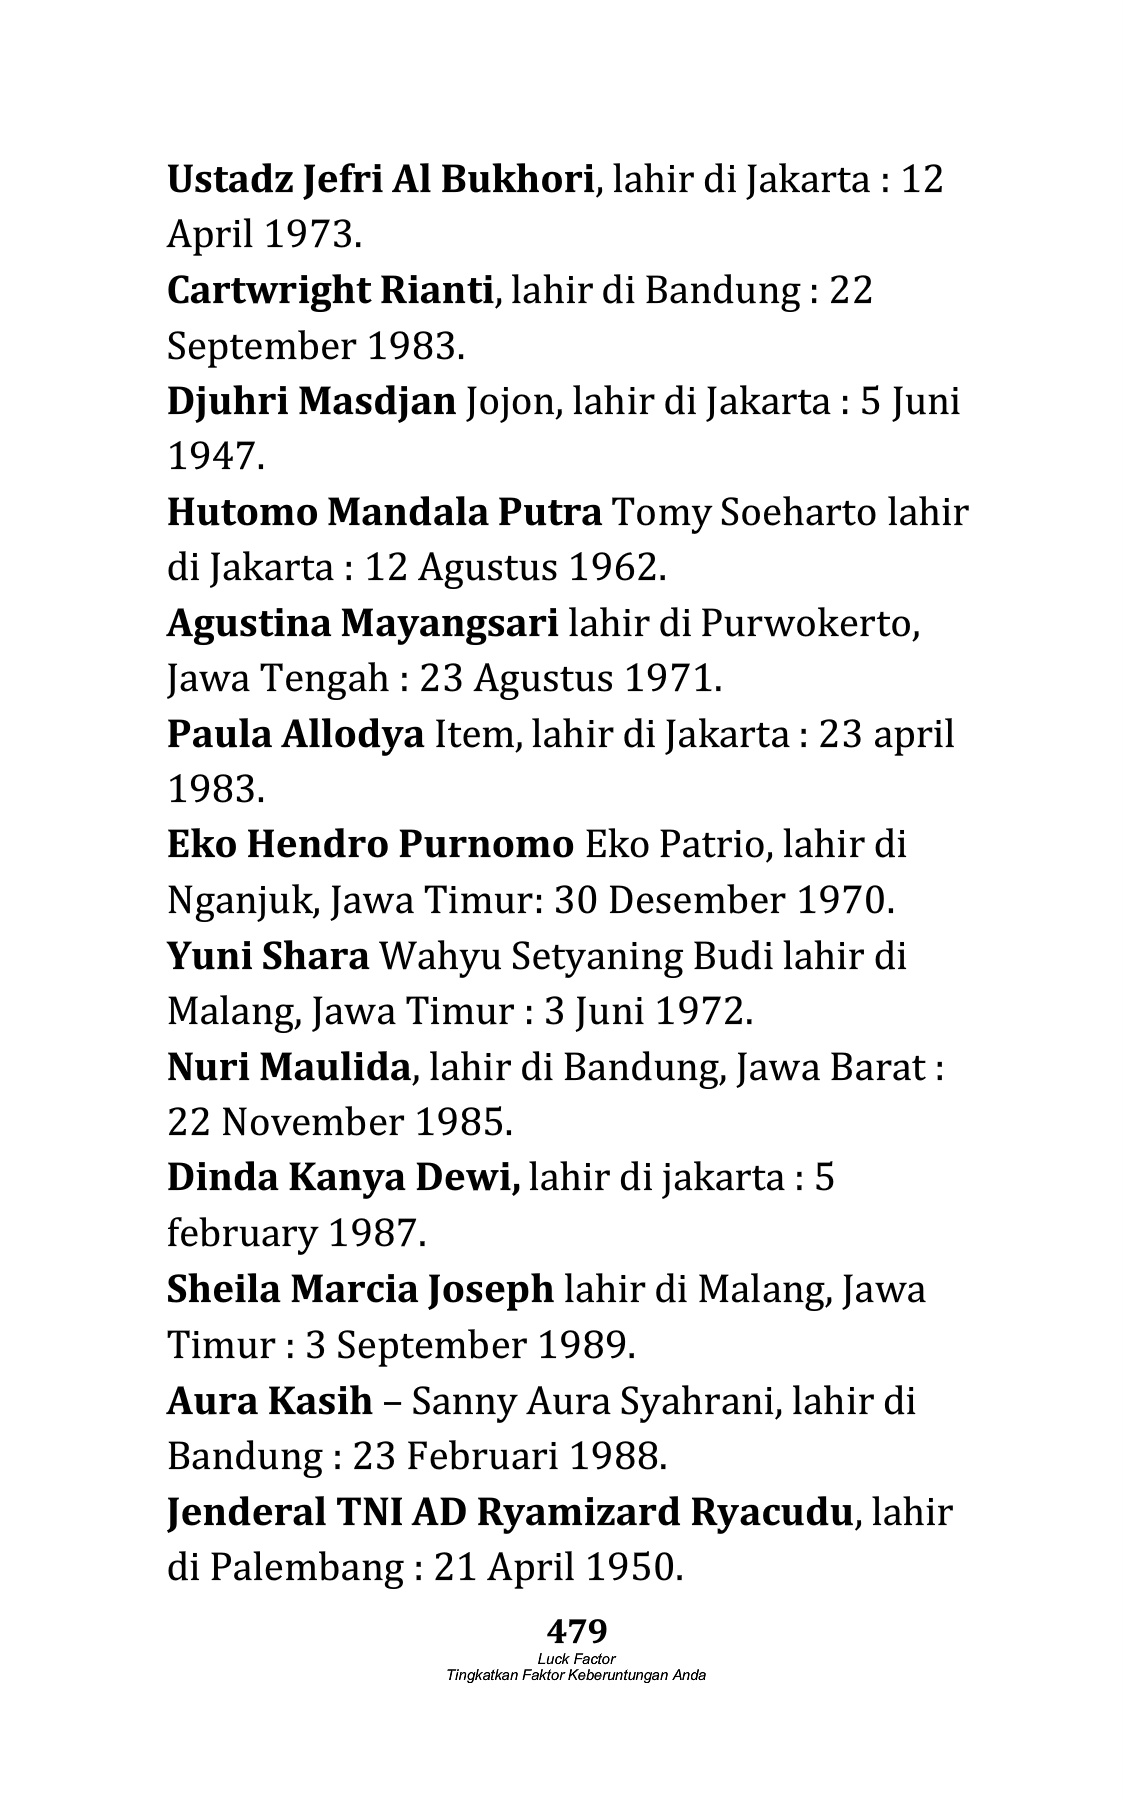 Ustadz Jefri Al Bukhori, lahir di Jakarta : 12
April 1973.
Cartwright Rianti, lahir di Bandung : 22
September 1983.
Djuhri Masdjan Jojon, lahir di Jakarta : 5 Juni
1947.
Hutomo Mandala Putra Tomy Soeharto lahir
di Jakarta : 12 Agustus 1962.
Agustina Mayangsari lahir di Purwokerto,
Jawa Tengah : 23 Agustus 1971.
Paula Allodya Item, lahir di Jakarta : 23 april
1983.
Eko Hendro Purnomo Eko Patrio, lahir di
Nganjuk, Jawa Timur: 30 Desember 1970.
Yuni Shara Wahyu Setyaning Budi lahir di
Malang, Jawa Timur : 3 Juni 1972.
Nuri Maulida, lahir di Bandung, Jawa Barat :
22 November 1985.
Dinda Kanya Dewi, lahir di jakarta : 5
february 1987.
Sheila Marcia Joseph lahir di Malang, Jawa
Timur : 3 September 1989.
Aura Kasih – Sanny Aura Syahrani, lahir di
Bandung : 23 Februari 1988.
Jenderal TNI AD Ryamizard Ryacudu, lahir
di Palembang : 21 April 1950.
479
Luck Factor
Tingkatkan Faktor Keberuntungan Anda